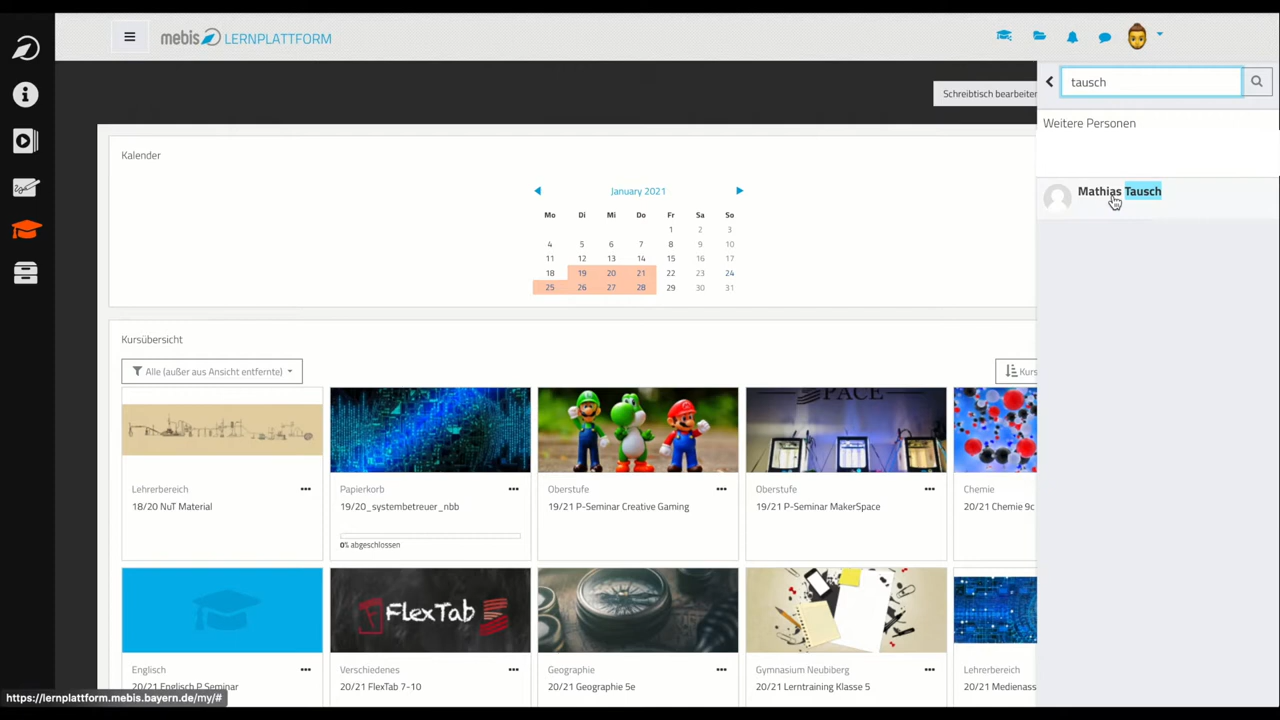 mebis LERNPLATTFORM
Schreibtisch bearbeiten
tausch
Weitere Personen
Mathias Tausch
Kalender
January 2021
Mo Di Mi Do Fr Sa So
1 2 3
4 5 6 7 8 9 10
11 12 13 14 15 16 17
18 19 20 21 22 23 24
25 26 27 28 29 30 31
Kursübersicht
Alle (außer aus Ansicht entfernte)
Kurs
PACE
Lehrerbereich
18/20 NuT Material
Papierkorb
19/20_systembetreuer_nbb
0% abgeschlossen
Oberstufe
19/21 P-Seminar Creative Gaming
Oberstufe
19/21 P-Seminar MakerSpace
Chemie
20/21 Chemie 9c
FlexTab
Englisch
20/21 Englisch P Seminar
Verschiedenes
20/21 FlexTab 7-10
Geographie
20/21 Geographie 5e
Gymnasium Neubiberg
20/21 Lerntraining Klasse 5
Lehrerbereich
20/21 Medienass
https://lernplattform.mebis.bayern.de/my/#